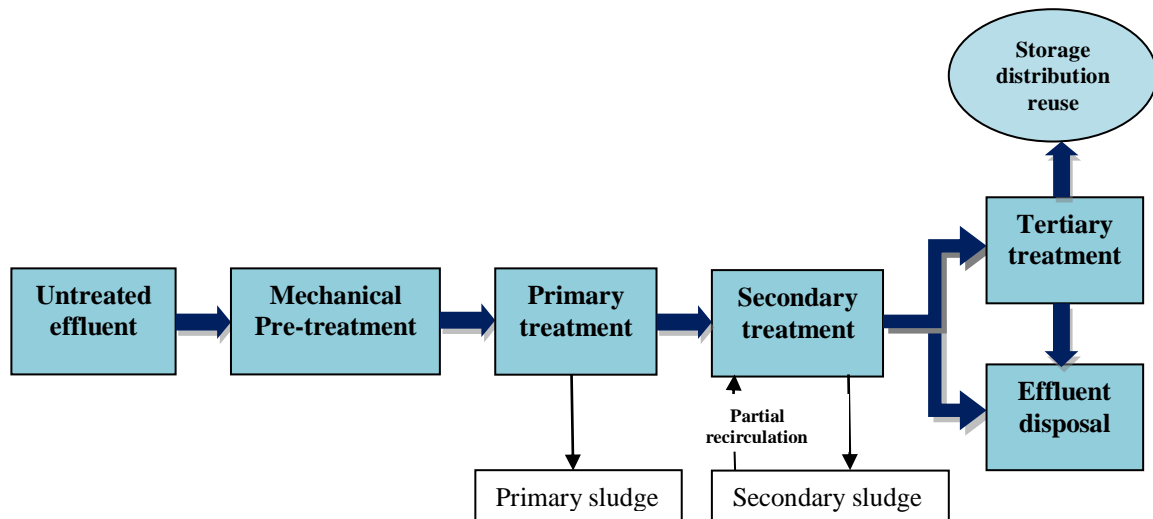 Storage
distribution
reuse
Tertiary
treatment
Untreated
effluent
Mechanical
Pre-treatment
Primary
treatment
Secondary
treatment
Effluent
disposal
Partial
recirculation
Primary sludge
Secondary sludge